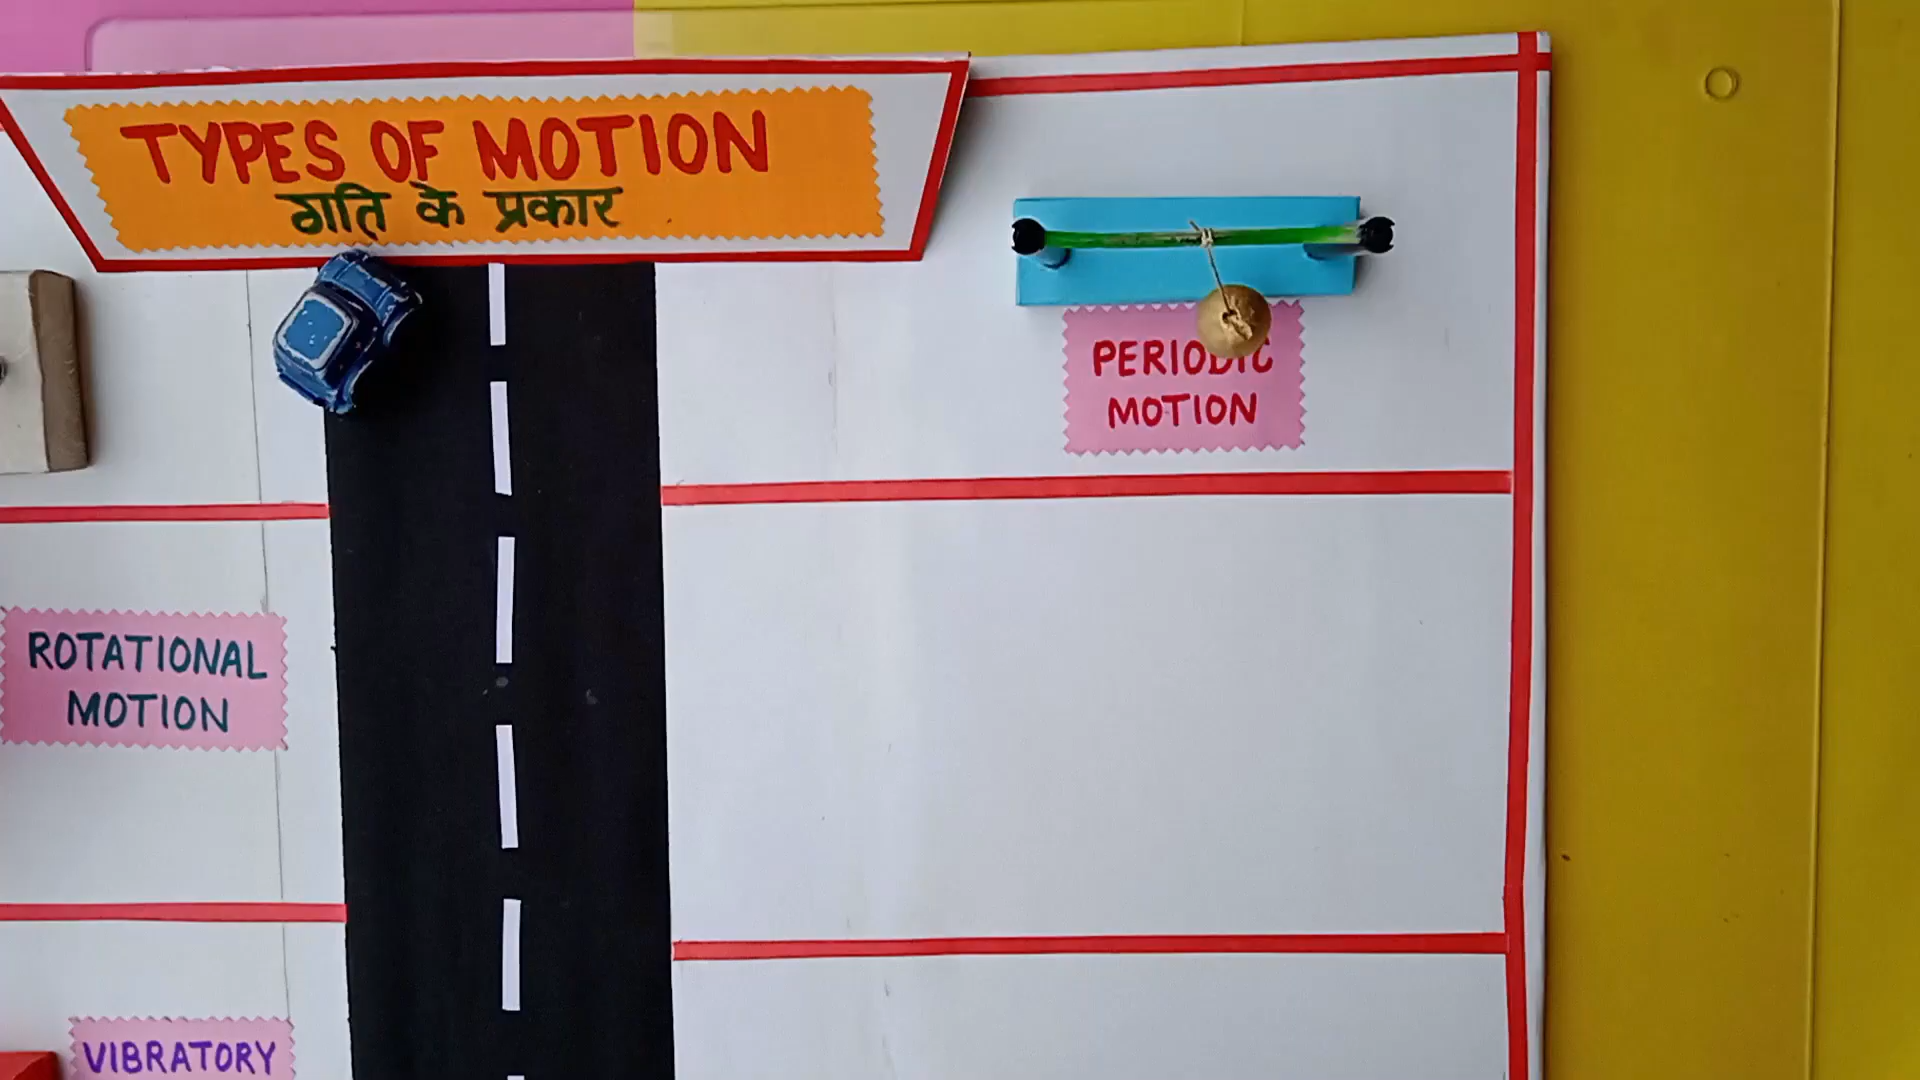 TYPES OF MOTION
गति के प्रकार
PERIODIC
MOTION
ROTATIONAL
MOTION
VIBRATORY